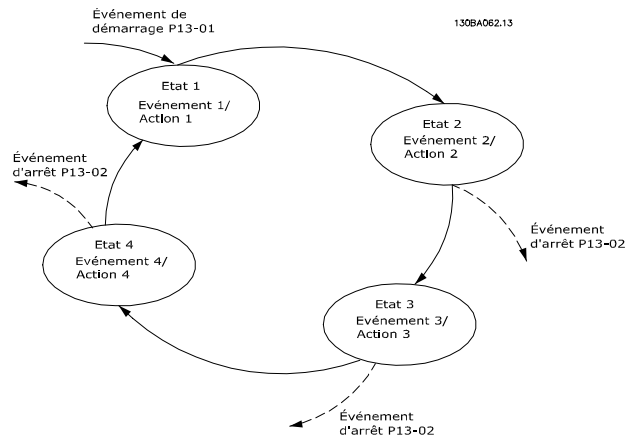 Événement de
démarrage P13-01
130BA062.13
Etat 1
Evénement 1/
Action 1
Etat 2
Evénement 2/
Action 2
Événement
d'arrêt P13-02
Événement
d'arrêt P13-02
Etat 4
Evénement 4/
Action 4
Etat 3
Evénement 3/
Action 3
Événement
d'arrêt P13-02